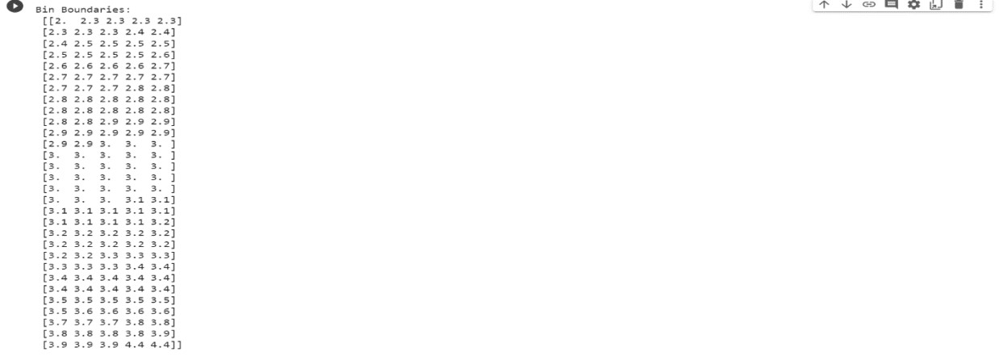 Bin Boundaries:
[[2.  2.3 2.3 2.3 2.3]
[2.3 2.3 2.3 2.4 2.4]
[2.4 2.5 2.5 2.5 2.5]
[2.5 2.5 2.5 2.5 2.6]
[2.6 2.6 2.6 2.6 2.7]
[2.7 2.7 2.7 2.7 2.7]
[2.7 2.7 2.7 2.8 2.8]
[2.8 2.8 2.8 2.8 2.8]
[2.8 2.8 2.8 2.8 2.8]
[2.8 2.8 2.9 2.9 2.9]
[2.9 2.9 2.9 2.9 2.9]
[2.9 2.9 3.  3.  3. ]
[3.  3.  3.  3.  3. ]
[3.  3.  3.  3.  3. ]
[3.  3.  3.  3.  3. ]
[3.  3.  3.  3.  3. ]
[3.  3.  3.  3.1 3.1]
[3.1 3.1 3.1 3.1 3.1]
[3.1 3.1 3.1 3.1 3.2]
[3.2 3.2 3.2 3.2 3.2]
[3.2 3.2 3.2 3.2 3.2]
[3.2 3.2 3.3 3.3 3.3]
[3.3 3.3 3.3 3.4 3.4]
[3.4 3.4 3.4 3.4 3.4]
[3.4 3.4 3.4 3.4 3.4]
[3.5 3.5 3.5 3.5 3.5]
[3.5 3.6 3.6 3.6 3.6]
[3.7 3.7 3.7 3.8 3.8]
[3.8 3.8 3.8 3.8 3.9]
[3.9 3.9 3.9 4.4 4.4]]